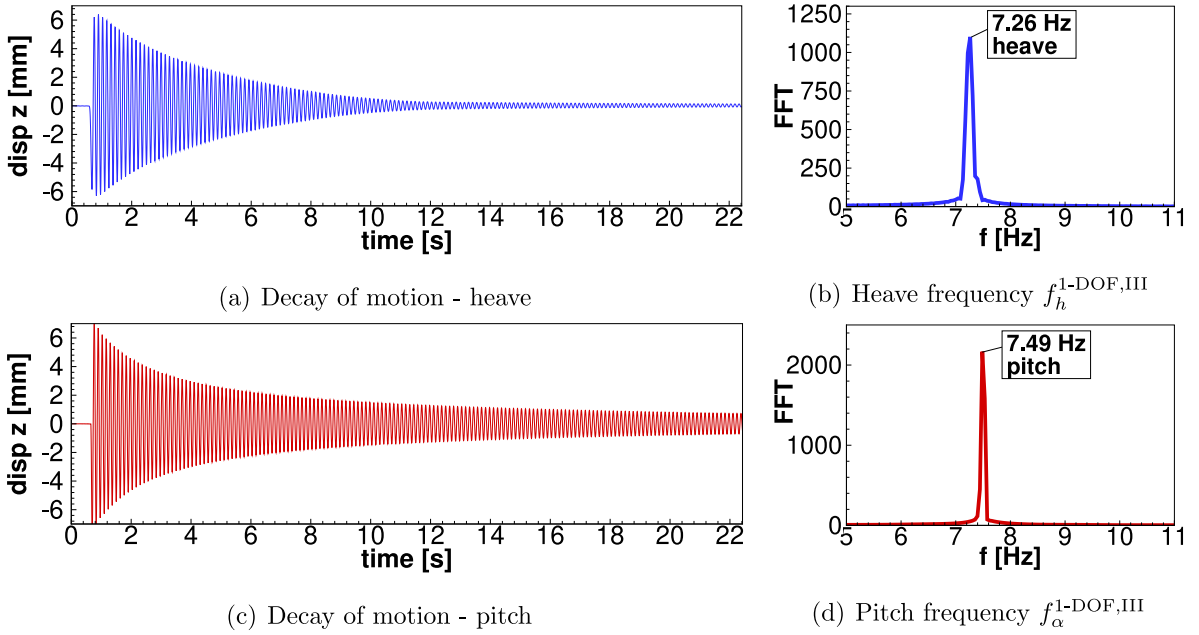 disp z [mm]
6
4
2
0
-2
-4
-6
0 2 4 6 8 10 12 14 16 18 20 22
time [s]
(a) Decay of motion - heave
FFT
1250
1000
750
500
250
0
7.26 Hz
heave
5 6 7 8 9 10 11
f [Hz]
(b) Heave frequency f_h^{1-DOF,III}
disp z [mm]
6
4
2
0
-2
-4
-6
0 2 4 6 8 10 12 14 16 18 20 22
time [s]
(c) Decay of motion - pitch
FFT
2000
1000
0
7.49 Hz
pitch
5 6 7 8 9 10 11
f [Hz]
(d) Pitch frequency f_α^{1-DOF,III}